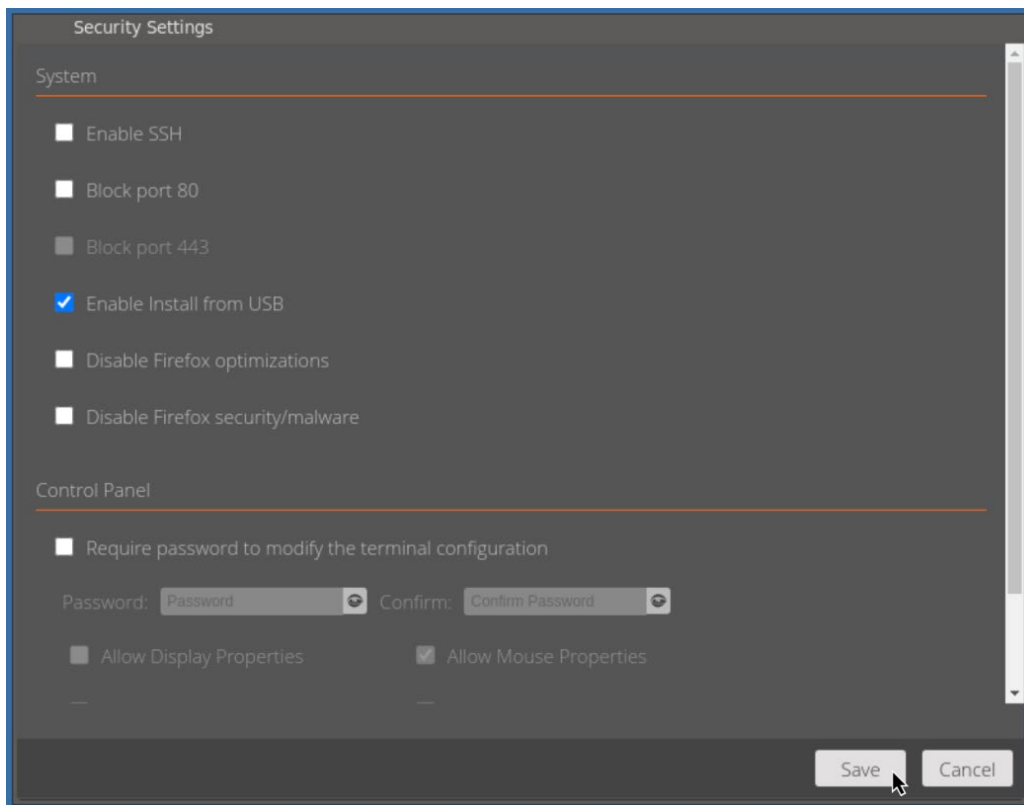 Security Settings
System
Enable SSH
Block port 80
Block port 443
Enable Install from USB
Disable Firefox optimizations
Disable Firefox security/malware
Control Panel
Require password to modify the terminal configuration
Password: Password Confirm: Confirm Password
Allow Display Properties Allow Mouse Properties
Save Cancel